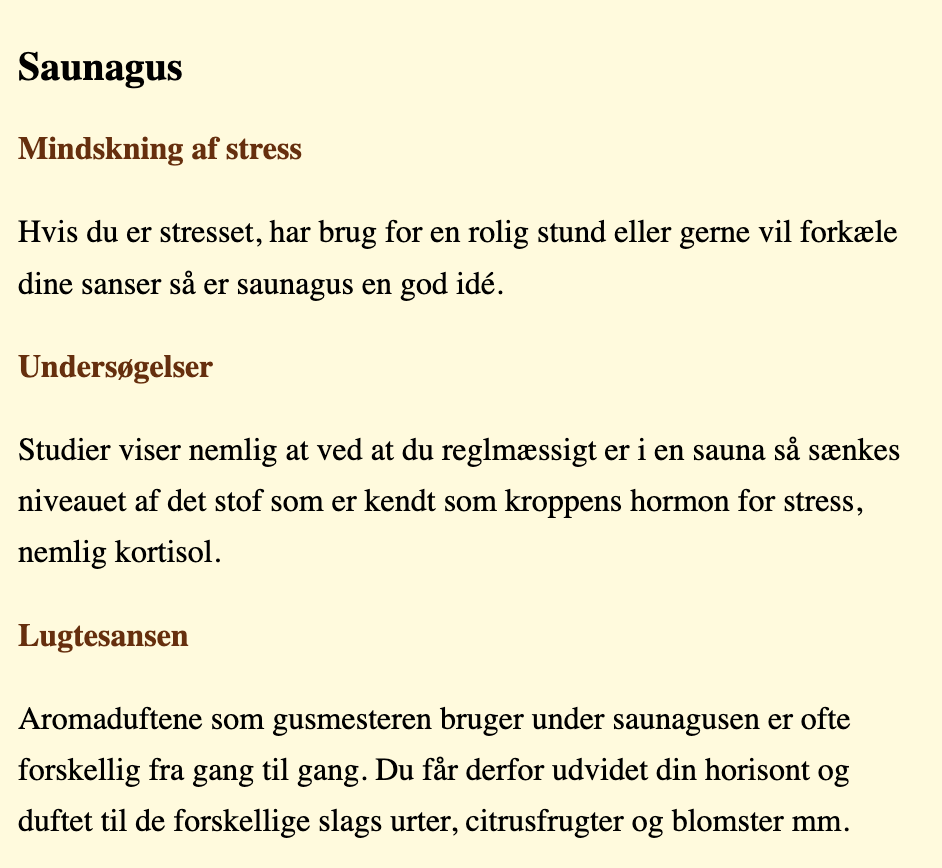 Saunagus
Mindskning af stress
Hvis du er stresset, har brug for en rolig stund eller gerne vil forkæle
dine sanser så er saunagus en god idé.
Undersøgelser
Studier viser nemlig at ved at du reglmæssigt er i en sauna så sænkes
niveauet af det stof som er kendt som kroppens hormon for stress,
nemlig kortisol.
Lugtesansen
Aromaduftene som gusmesteren bruger under saunagusen er ofte
forskellig fra gang til gang. Du får derfor udvidet din horisont og
duftet til de forskellige slags urter, citrusfrugter og blomster mm.